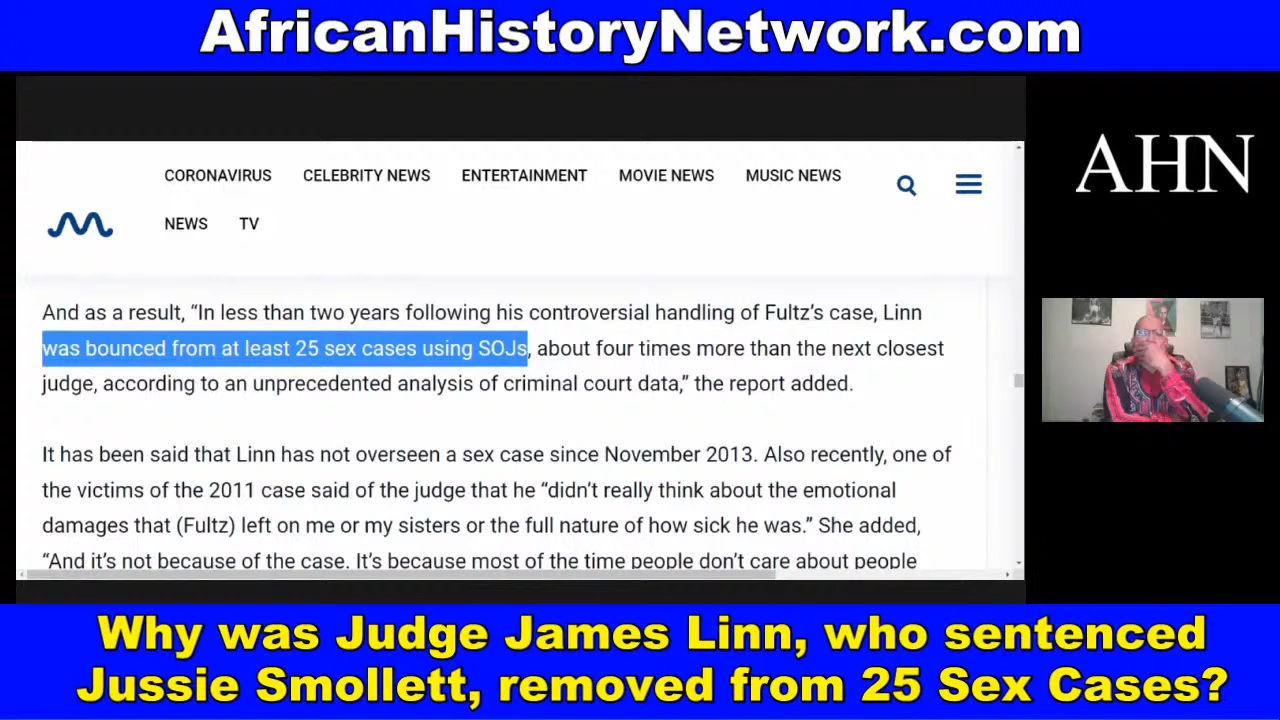 AfricanHistoryNetwork.com
CORONAVIRUS CELEBRITY NEWS ENTERTAINMENT MOVIE NEWS MUSIC NEWS
NEWS TV
AHN
And as a result, “In less than two years following his controversial handling of Fultz’s case, Linn
was bounced from at least 25 sex cases using SOJs, about four times more than the next closest
judge, according to an unprecedented analysis of criminal court data,” the report added.
It has been said that Linn has not overseen a sex case since November 2013. Also recently, one of
the victims of the 2011 case said of the judge that he “didn’t really think about the emotional
damages that (Fultz) left on me or my sisters or the full nature of how sick he was.” She added,
“And it’s not because of the case. It’s because most of the time people don’t care about people
Why was Judge James Linn, who sentenced
Jussie Smollett, removed from 25 Sex Cases?